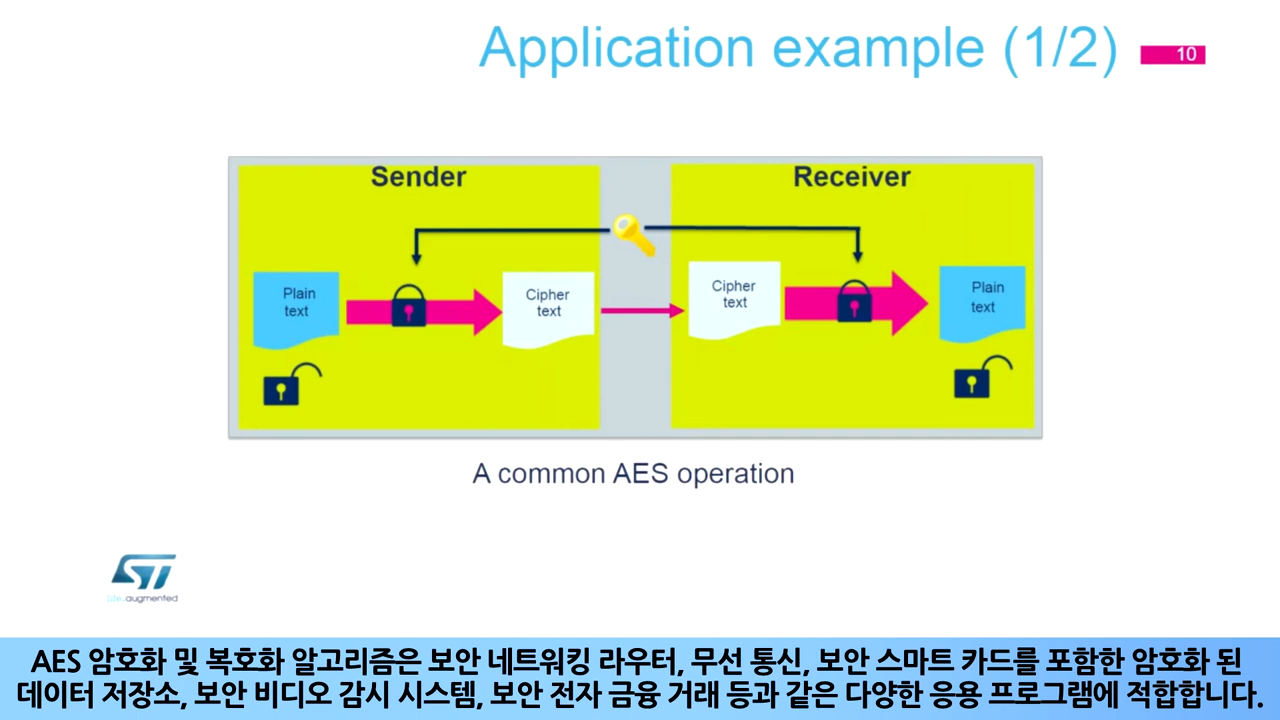 Application example (1/2)
10
Sender
Receiver
Plain
text
Cipher
text
Cipher
text
Plain
text
A common AES operation
ST
life.augmented
AES 암호화 및 복호화 알고리즘은 보안 네트워킹 라우터, 무선 통신, 보안 스마트 카드를 포함한 암호화 된
데이터 저장소, 보안 비디오 감시 시스템, 보안 전자 금융 거래 등과 같은 다양한 응용 프로그램에 적합합니다.